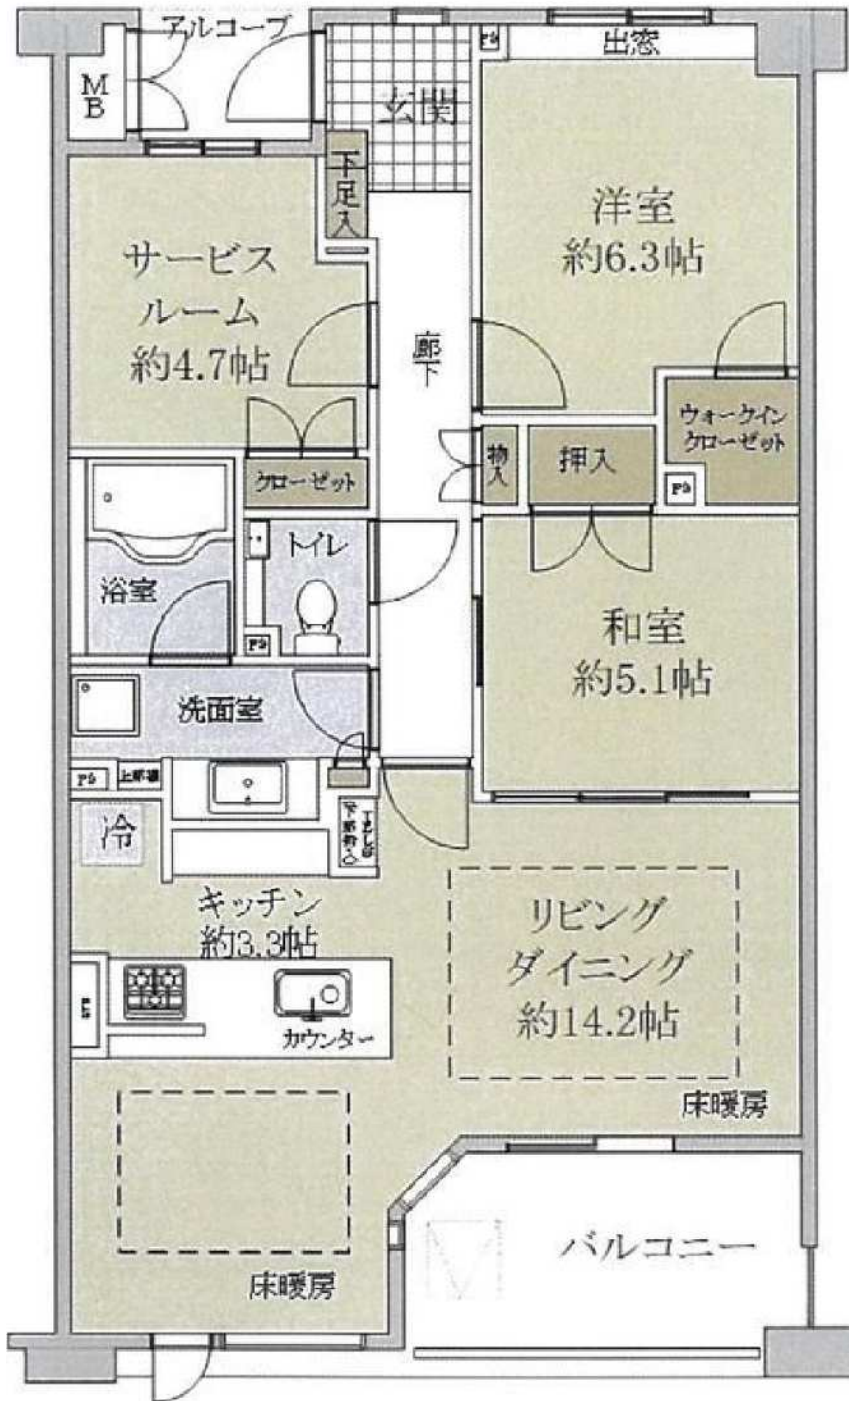 アルコーブ
MB
玄関
PS
出窓
下足入
洋室
約6.3帖
サービス
ルーム
約4.7帖
廊下
ウォークイン
クローゼット
物入
押入
PS
クローゼット
トイレ
浴室
PS
和室
約5.1帖
洗面室
PS
上部棚
冷
キッチン
約3.3帖
カウンター
リビング
ダイニング
約14.2帖
床暖房
床暖房
バルコニー